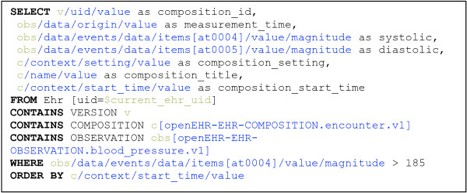 SELECT v/uid/value as composition_id,
obs/data/origin/value as measurement_time,
obs/data/events/data/items[at0004]/value/magnitude as systolic,
obs/data/events/data/items[at0005]/value/magnitude as diastolic,
c/context/setting/value as composition_setting,
c/name/value as composition_title,
c/context/start_time/value as composition_start_time
FROM Ehr [uid=$current_ehr_uid]
CONTAINS VERSION v
CONTAINS COMPOSITION c[openEHR-EHR-COMPOSITION.encounter.v1]
CONTAINS OBSERVATION obs[openEHR-EHR-
OBSERVATION.blood_pressure.v1]
WHERE obs/data/events/data/items[at0004]/value/magnitude > 185
ORDER BY c/context/start_time/value